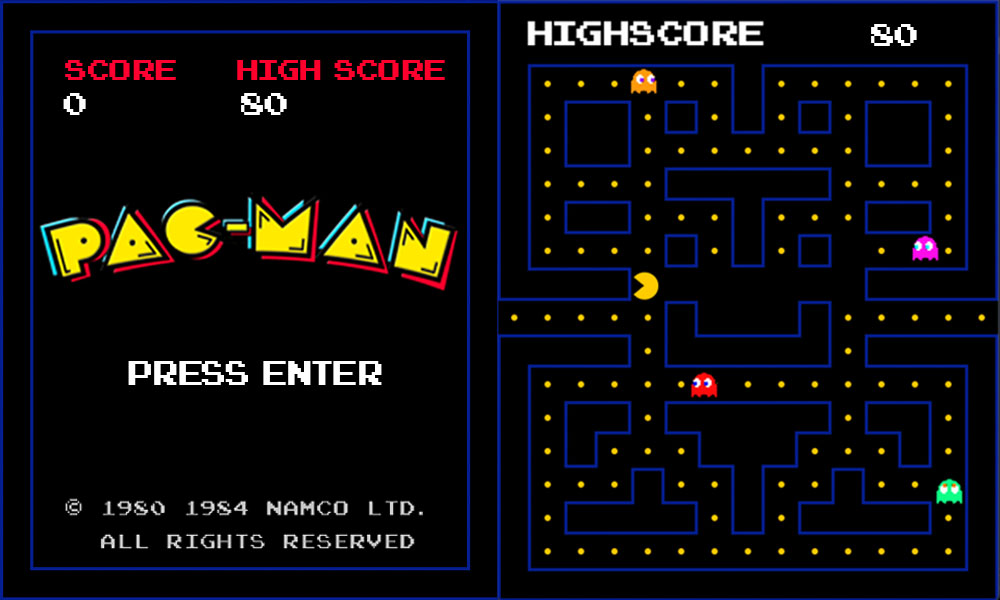 SCORE HIGH SCORE
0 80
PAC-MAN
PRESS ENTER
© 1980 1984 NAMCO LTD.
ALL RIGHTS RESERVED
HIGHSCORE 80